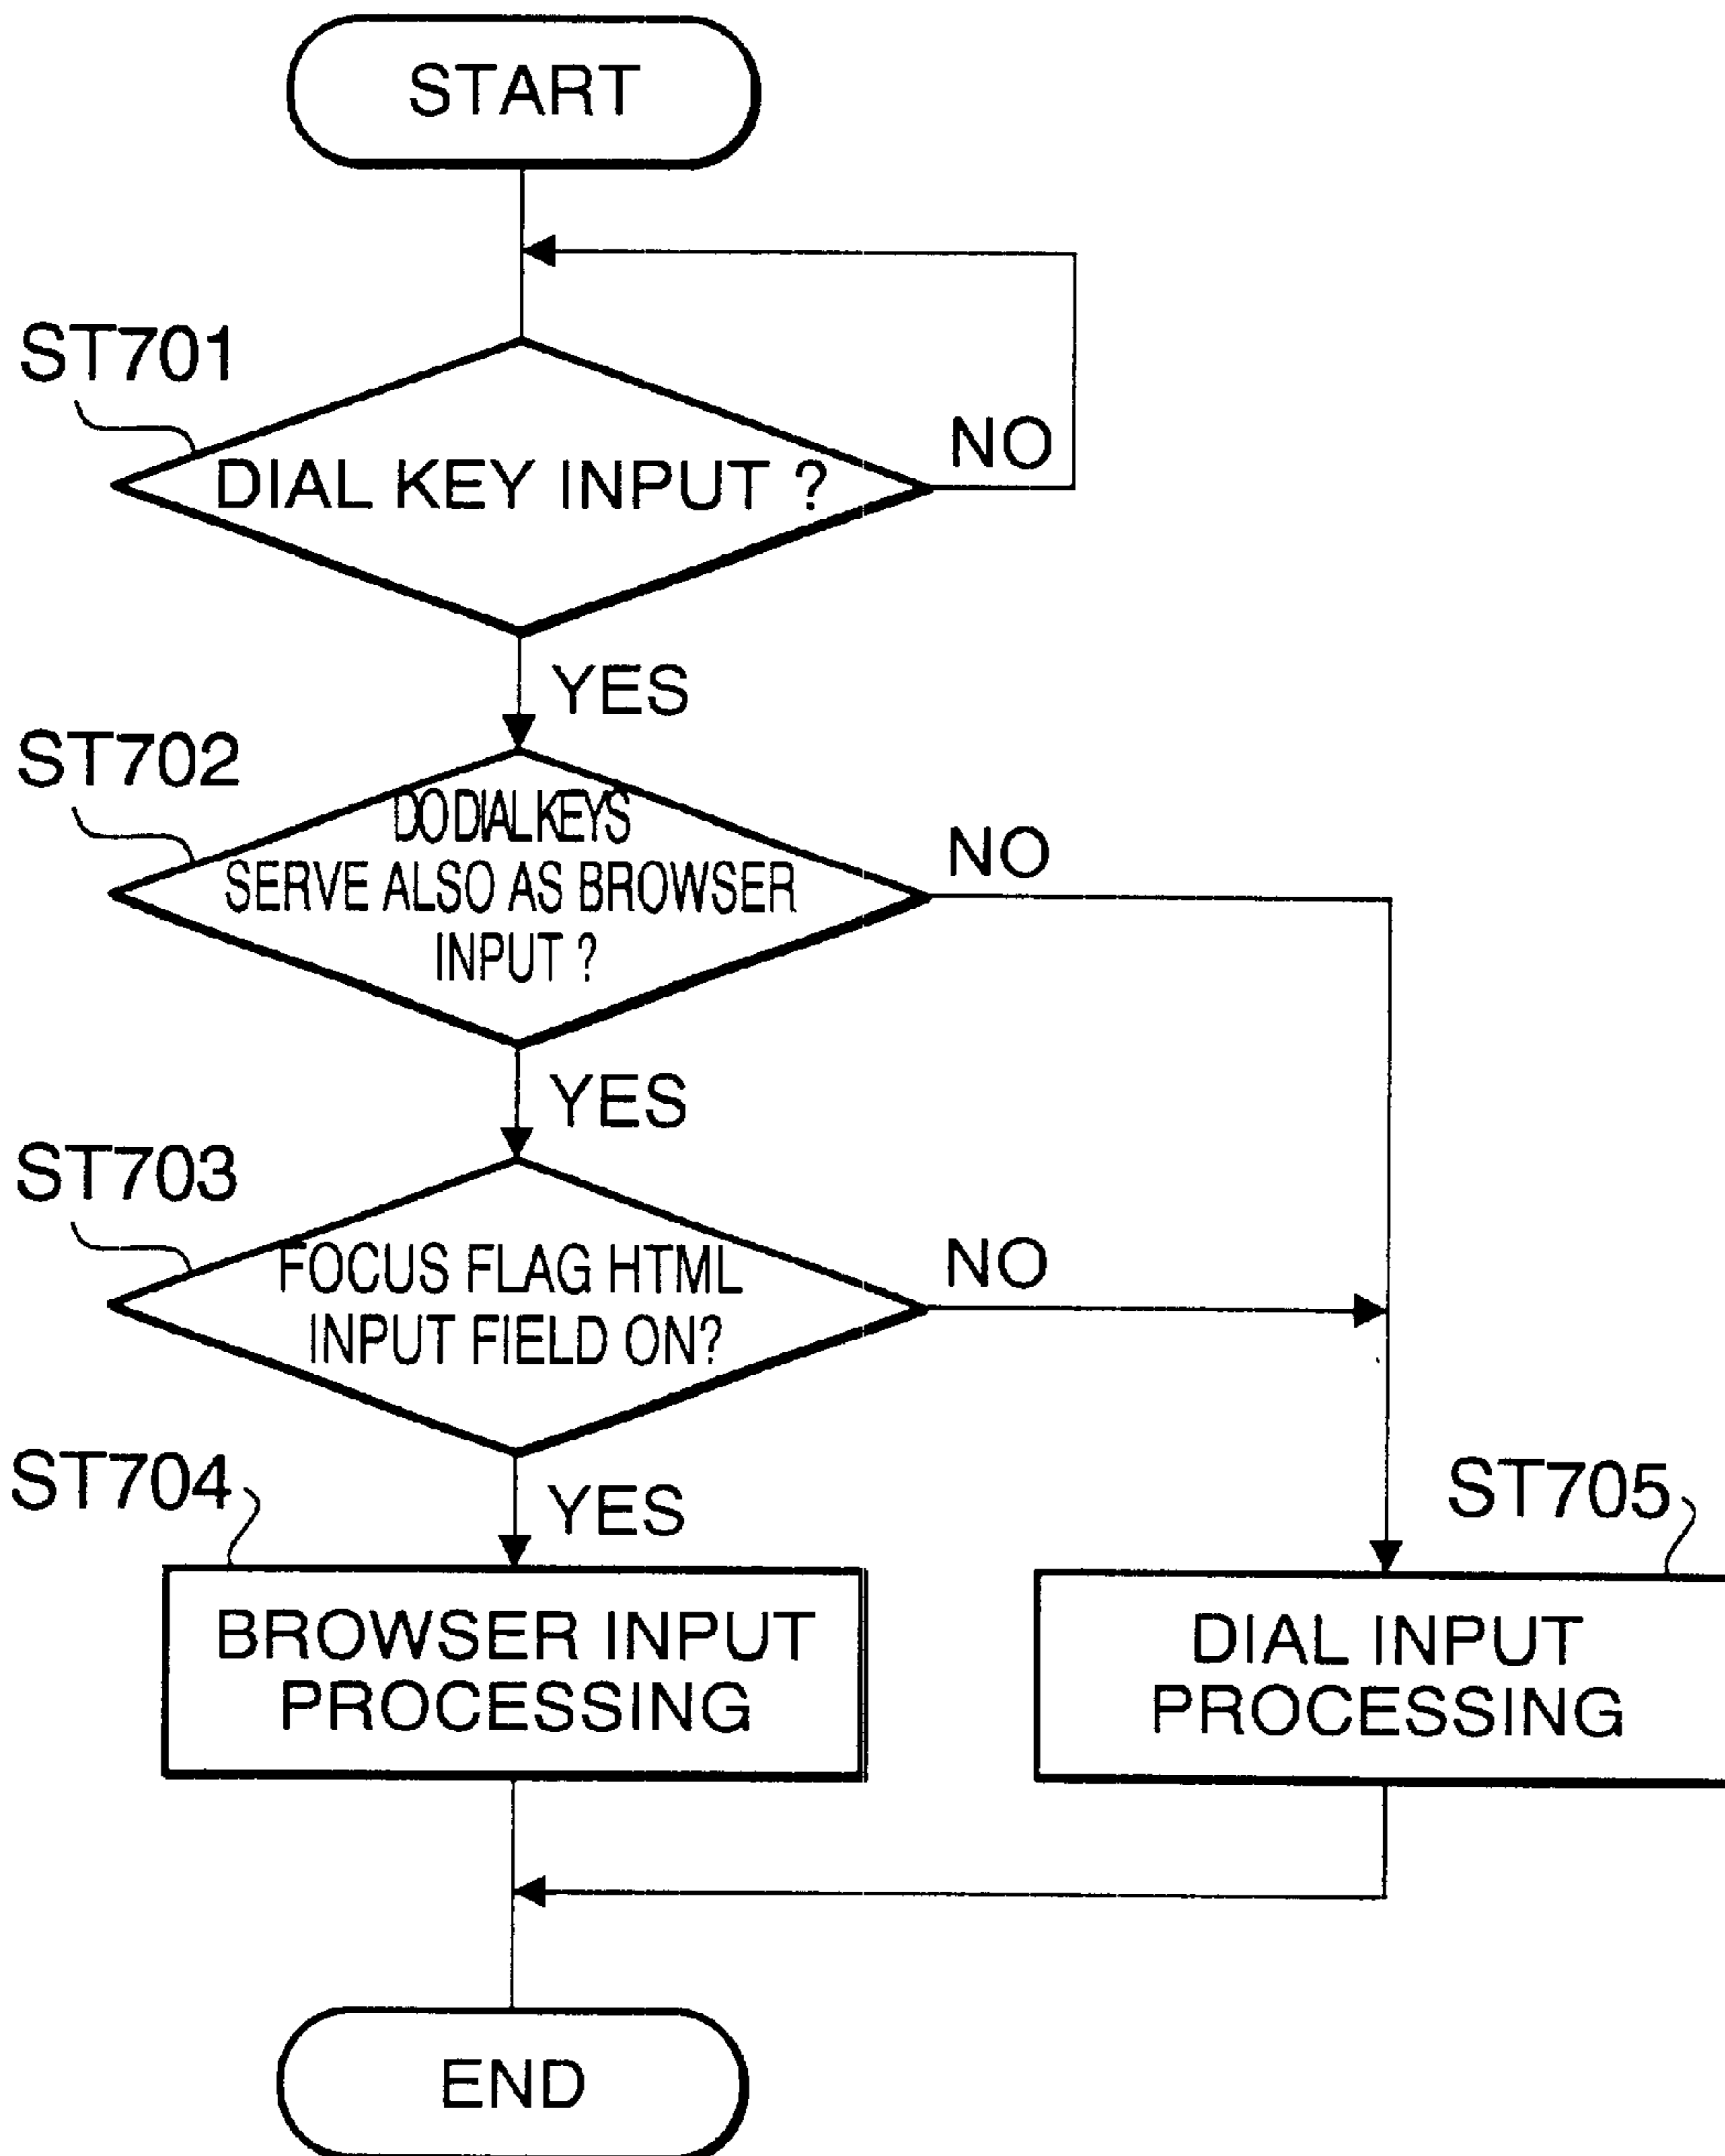 START
ST701
NO
DIAL KEY INPUT ?
YES
ST702
DO DIAL KEYS
SERVE ALSO AS BROWSER
INPUT ?
NO
YES
ST703
FOCUS FLAG HTML
INPUT FIELD ON?
NO
ST704
YES
ST705
BROWSER INPUT
PROCESSING
DIAL INPUT
PROCESSING
END